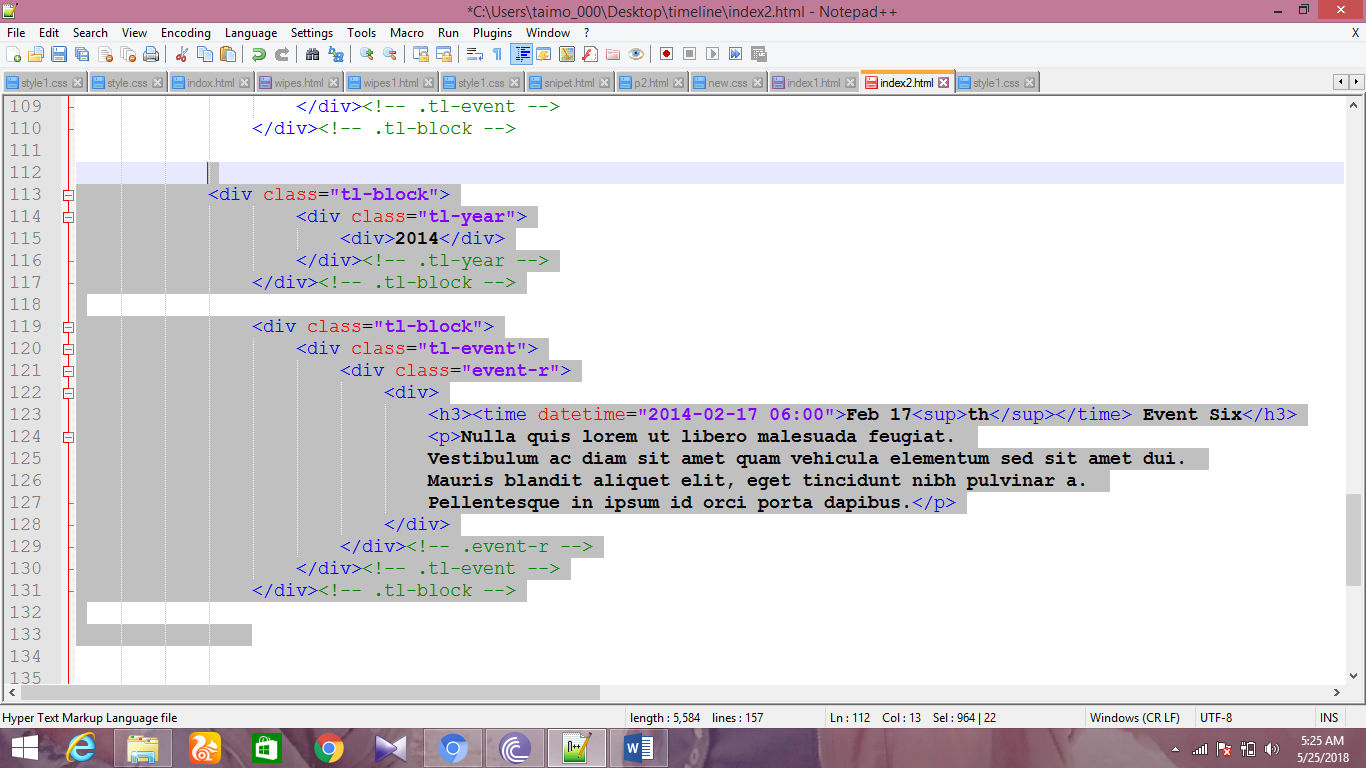 *C:\Users\taimo_000\Desktop\timeline\index2.html - Notepad++
File Edit Search View Encoding Language Settings Tools Macro Run Plugins Window ? X
style1.css style.css indox.html wipes.html wipes1.html style1.css snipet.html p2.html new.css index1.html index2.html style1.css
109 </div><!-- .tl-event -->
110 </div><!-- .tl-block -->
111
112
113 <div class="tl-block">
114 <div class="tl-year">
115 <div>2014</div>
116 </div><!-- .tl-year -->
117 </div><!-- .tl-block -->
118
119 <div class="tl-block">
120 <div class="tl-event">
121 <div class="event-r">
122 <div>
123 <h3><time datetime="2014-02-17 06:00">Feb 17<sup>th</sup></time> Event Six</h3>
124 <p>Nulla quis lorem ut libero malesuada feugiat.
125 Vestibulum ac diam sit amet quam vehicula elementum sed sit amet dui.
126 Mauris blandit aliquet elit, eget tincidunt nibh pulvinar a.
127 Pellentesque in ipsum id orci porta dapibus.</p>
128 </div>
129 </div><!-- .event-r -->
130 </div><!-- .tl-event -->
131 </div><!-- .tl-block -->
132
133
134
135
Hyper Text Markup Language file length : 5,584 lines : 157 Ln : 112 Col : 13 Sel : 964 | 22 Windows (CR LF) UTF-8 INS
5:25 AM
5/25/2018